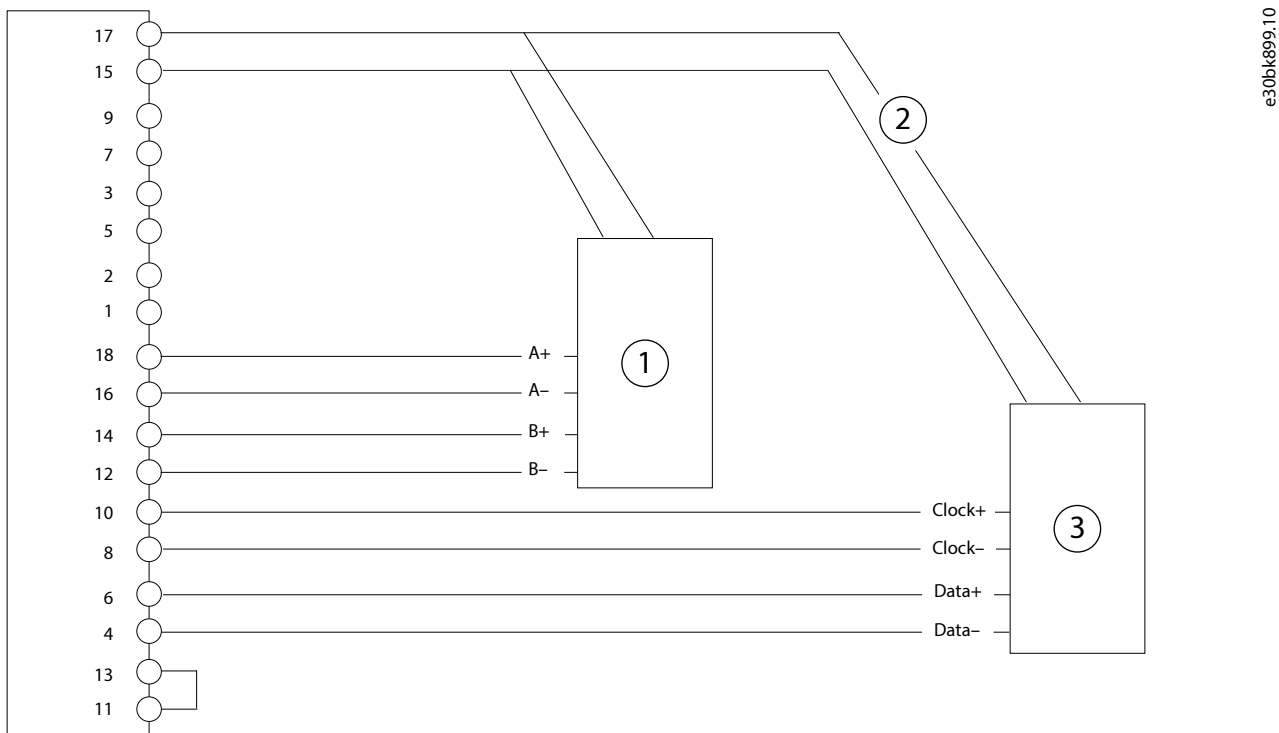 e30bk899.10
17
15
2
9
7
3
5
2
1
18 A+
1
16 A–
14 B+
12 B–
10 Clock+
3
8 Clock–
6 Data+
4 Data–
13
11